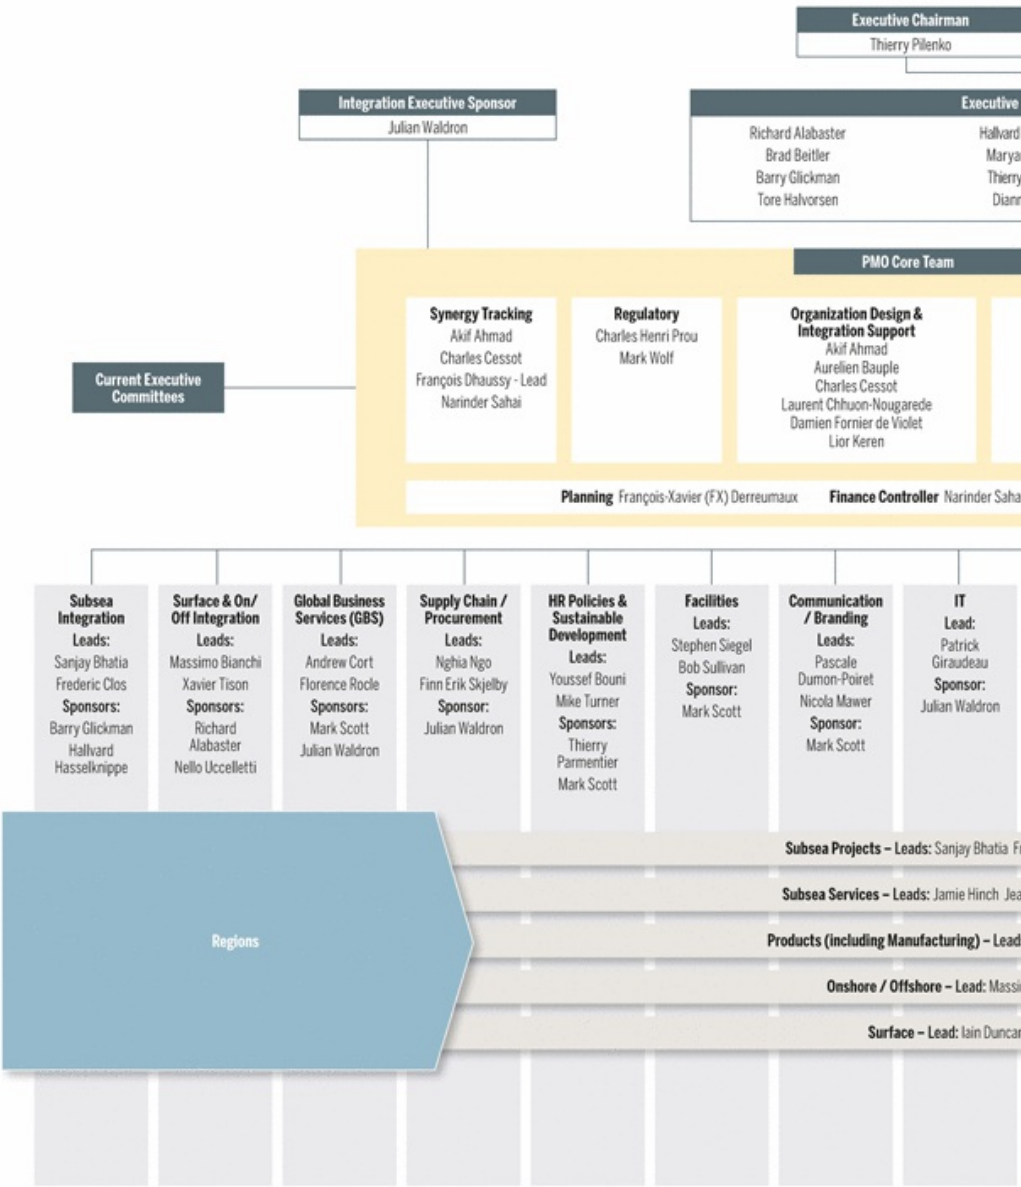 Executive Chairman
Thierry Pilenko
Integration Executive Sponsor
Julian Waldron
Executive
Richard Alabaster
Brad Beitler
Barry Glickman
Tore Halvorsen
Hallvard
Marya
Thierry
Diann
PMO Core Team
Synergy Tracking
Akif Ahmad
Charles Cessot
François Dhaussy - Lead
Narinder Sahai
Regulatory
Charles Henri Prou
Mark Wolf
Organization Design &
Integration Support
Akif Ahmad
Aurelien Bauple
Charles Cessot
Laurent Chhuon-Nougarede
Damien Fornier de Violet
Lior Keren
Current Executive
Committees
Planning François-Xavier (FX) Derreumaux Finance Controller Narinder Saha
Subsea
Integration
Leads:
Sanjay Bhatia
Frederic Clos
Sponsors:
Barry Glickman
Hallvard
Hasselknippe
Surface & On/
Off Integration
Leads:
Massimo Bianchi
Xavier Tison
Sponsors:
Richard
Alabaster
Nello Uccelletti
Global Business
Services (GBS)
Leads:
Andrew Cort
Florence Rocle
Sponsors:
Mark Scott
Julian Waldron
Supply Chain /
Procurement
Leads:
Nghia Ngo
Finn Erik Skjelby
Sponsor:
Julian Waldron
HR Policies &
Sustainable
Development
Leads:
Youssef Bouni
Mike Turner
Sponsors:
Thierry
Parmentier
Mark Scott
Facilities
Leads:
Stephen Siegel
Bob Sullivan
Sponsor:
Mark Scott
Communication
/ Branding
Leads:
Pascale
Dumon-Poiret
Nicola Mawer
Sponsor:
Mark Scott
IT
Lead:
Patrick
Giraudeau
Sponsor:
Julian Waldron
Regions
Subsea Projects – Leads: Sanjay Bhatia Fr
Subsea Services – Leads: Jamie Hinch Jea
Products (including Manufacturing) – Lead
Onshore / Offshore – Lead: Massi
Surface – Lead: Iain Duncan